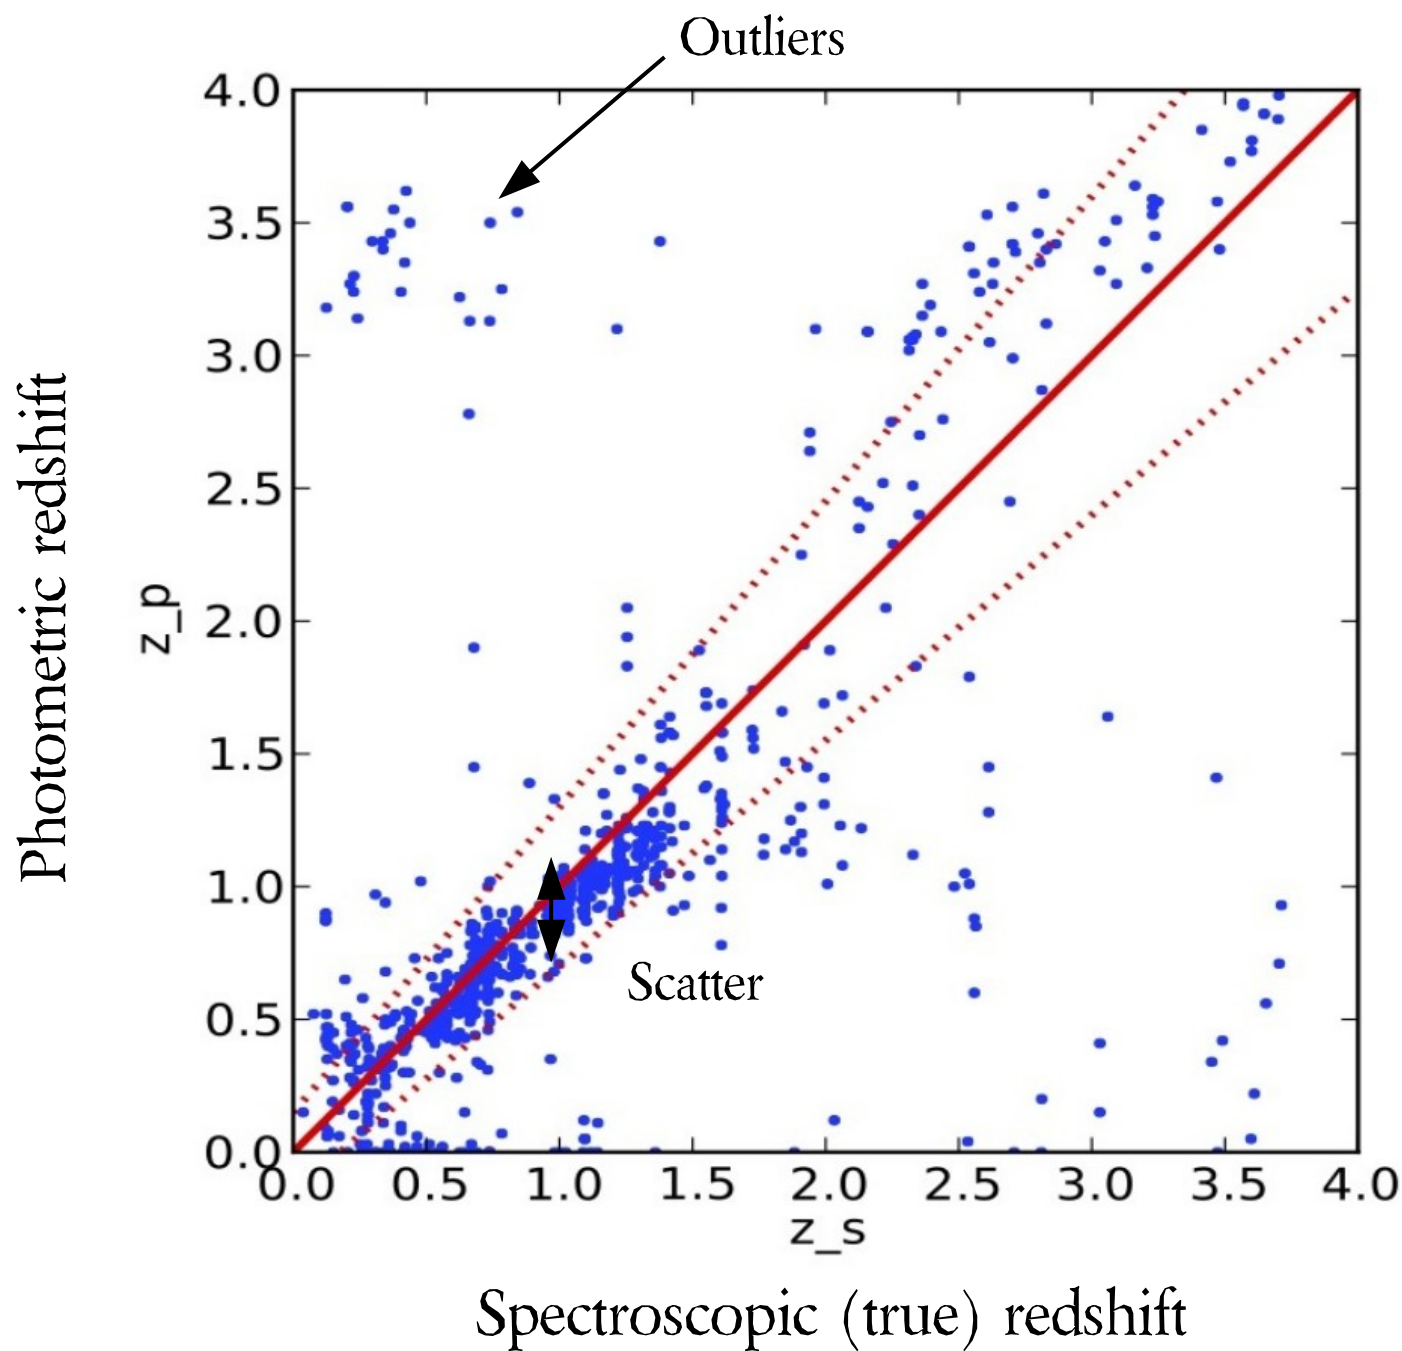 Outliers
4.0
3.5
3.0
2.5
2.0
1.5
1.0
0.5
0.0
Photometric redshift
z_p
Scatter
0.0 0.5 1.0 1.5 2.0 2.5 3.0 3.5 4.0
z_s
Spectroscopic (true) redshift